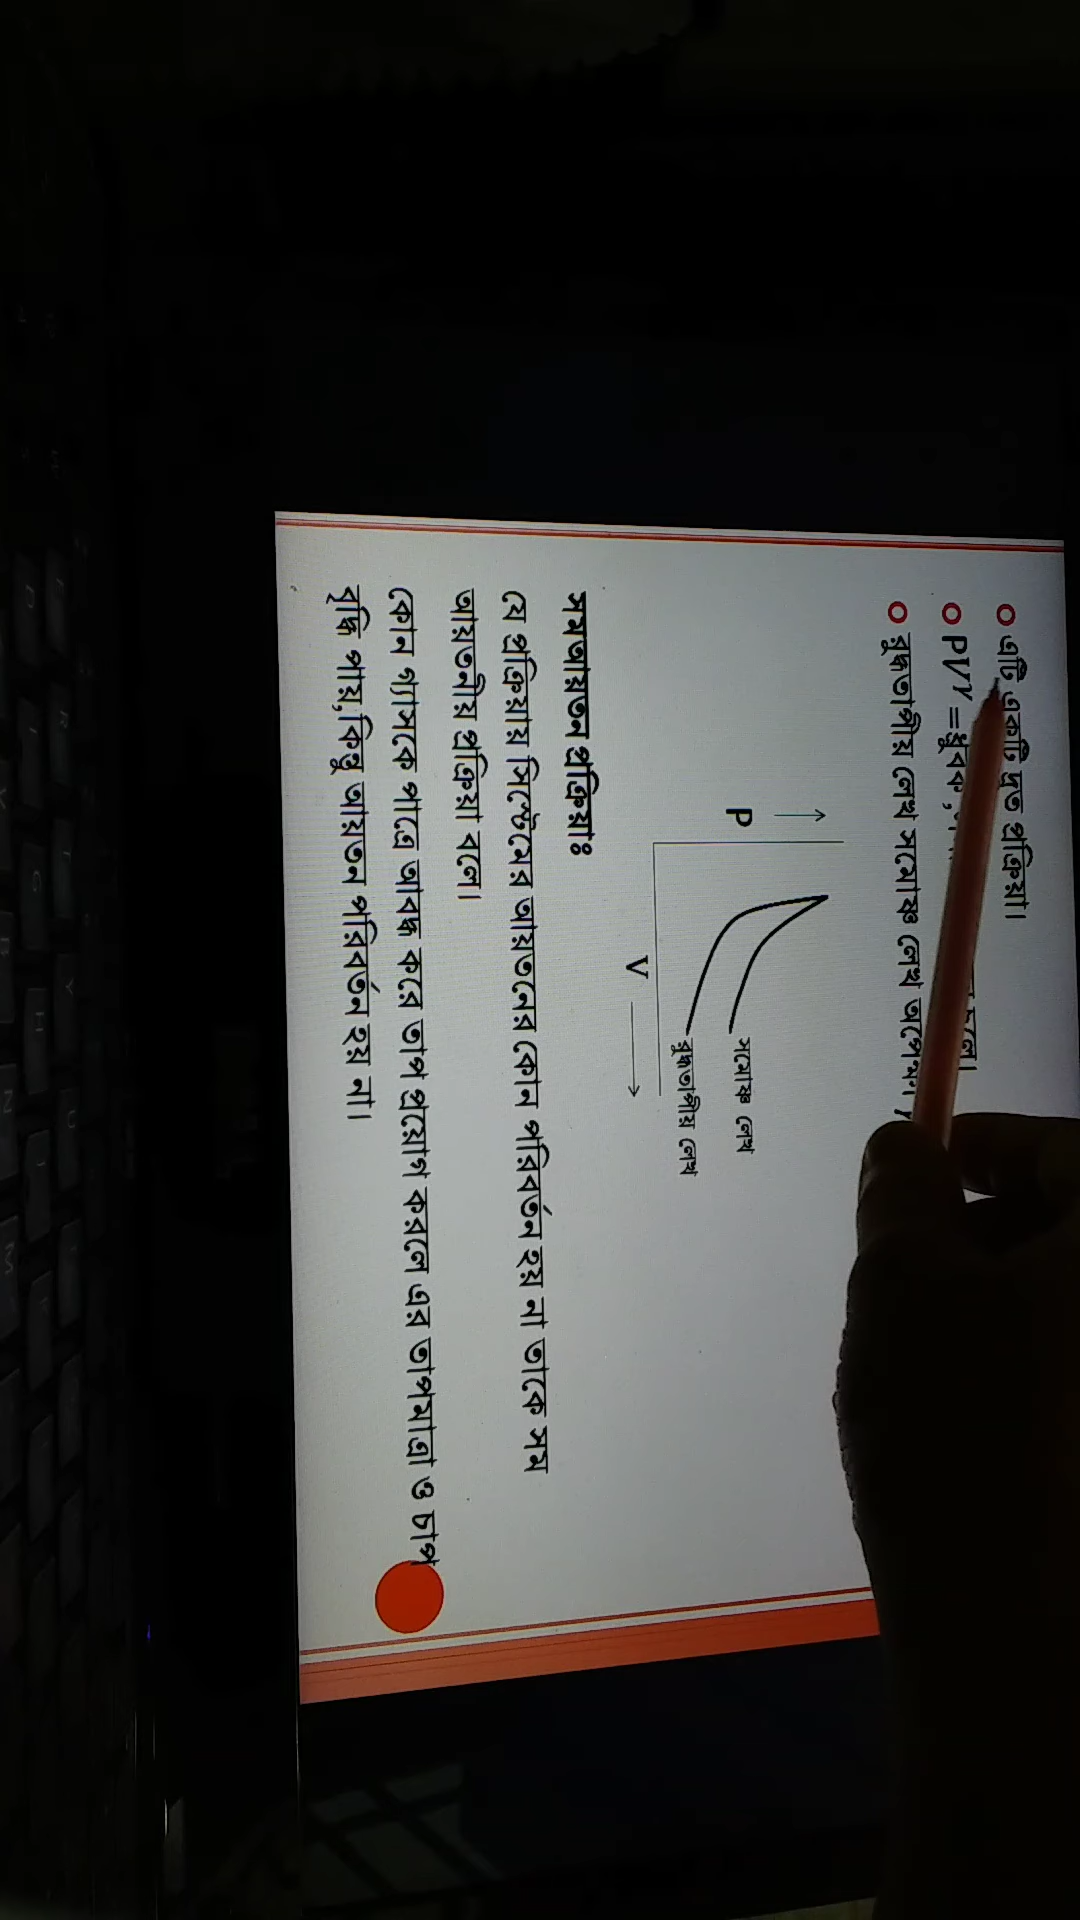 এটি একটি দ্রুত প্রক্রিয়া।
PVγ =ধ্রুবক, চলে।
রুদ্ধতাপীয় লেখ সমোষ্ণ লেখ অপেক্ষা
P
সমোষ্ণ লেখ
রুদ্ধতাপীয় লেখ
V
সমআয়তন প্রক্রিয়াঃ
যে প্রক্রিয়ায় সিস্টেমের আয়তনের কোন পরিবর্তন হয় না তাকে সম
আয়তনীয় প্রক্রিয়া বলে।
কোন গ্যাসকে পাত্রে আবদ্ধ করে তাপ প্রয়োগ করলে এর তাপমাত্রা ও চাপ
বৃদ্ধি পায়,কিন্তু আয়তন পরিবর্তন হয় না।